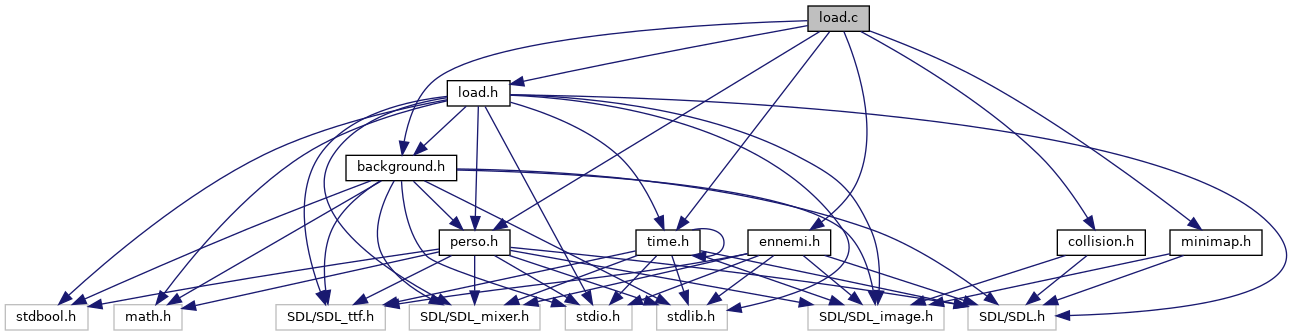 load.c
load.h
background.h
perso.h
time.h
ennemi.h
collision.h
minimap.h
stdbool.h
math.h
SDL/SDL_ttf.h
SDL/SDL_mixer.h
stdio.h
stdlib.h
SDL/SDL_image.h
SDL/SDL.h